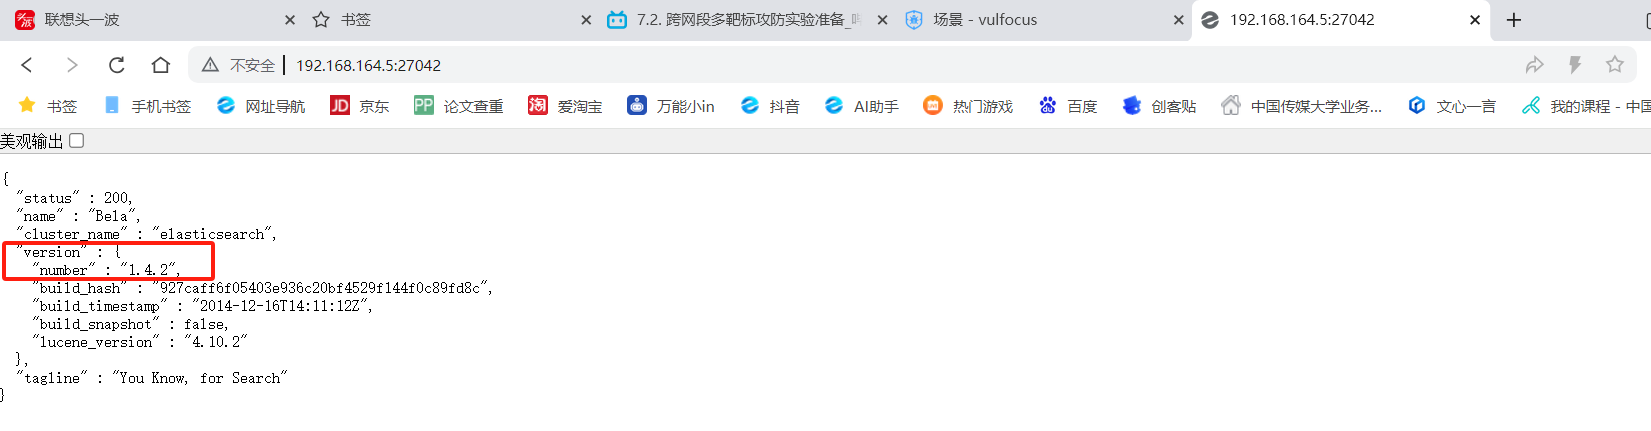 联想头一波
书签
7.2. 跨网段多靶标攻防实验准备_
场景 - vulfocus
192.168.164.5:27042
不安全 192.168.164.5:27042
书签
手机书签
网址导航
JD 京东
PP 论文查重
淘 爱淘宝
万能小in
抖音
AI助手
热门游戏
百度
创客贴
中国传媒大学业务...
文心一言
我的课程 - 中国
美观输出
{
"status" : 200,
"name" : "Bela",
"cluster_name" : "elasticsearch",
"version" : {
"number" : "1.4.2",
"build_hash" : "927caff6f05403e936c20bf4529f144f0c89fd8c",
"build_timestamp" : "2014-12-16T14:11:12Z",
"build_snapshot" : false,
"lucene_version" : "4.10.2"
},
"tagline" : "You Know, for Search"
}